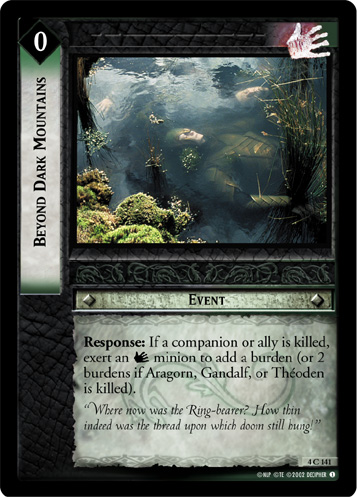 0
BEYOND DARK MOUNTAINS
EVENT
Response: If a companion or ally is killed,
exert an minion to add a burden (or 2
burdens if Aragorn, Gandalf, or Théoden
is killed).
“Where now was the Ring-bearer? How thin
indeed was the thread upon which doom still hung!”
4 C 141
©NLP ©TE ©2002 DECIPHER